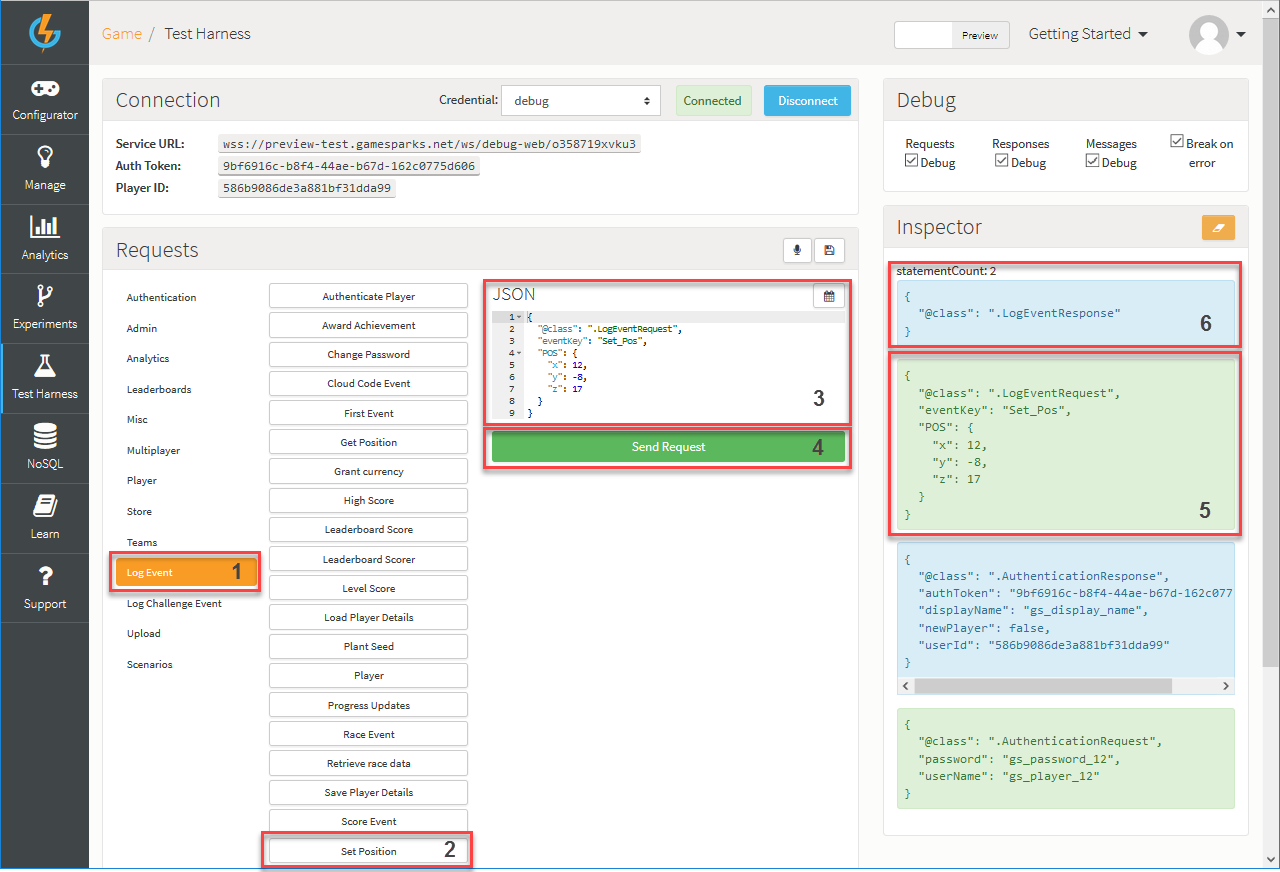 Game / Test Harness
Preview
Getting Started
Configurator
Manage
Analytics
Experiments
Test Harness
NoSQL
Learn
? Support
Connection
Credential: debug
Connected
Disconnect
Service URL: wss://preview-test.gamesparks.net/ws/debug-web/o358719xvku3
Auth Token: 9bf6916c-b8f4-44ae-b67d-162c0775d606
Player ID: 586b9086de3a881bf31dda99
Requests
Authentication
Admin
Analytics
Leaderboards
Misc
Multiplayer
Player
Store
Teams
Log Event 1
Log Challenge Event
Upload
Scenarios
Authenticate Player
Award Achievement
Change Password
Cloud Code Event
First Event
Get Position
Grant currency
High Score
Leaderboard Score
Leaderboard Scorer
Level Score
Load Player Details
Plant Seed
Player
Progress Updates
Race Event
Retrieve race data
Save Player Details
Score Event
Set Position 2
JSON
1 {
2 "@class": ".LogEventRequest",
3 "eventKey": "Set_Pos",
4 "POS": {
5 "x": 12,
6 "y": -8,
7 "z": 17
8 }
9 }
3
Send Request 4
Debug
Requests
Debug
Responses
Debug
Messages
Debug
Break on
error
Inspector
statementCount: 2
{
"@class": ".LogEventResponse"
}
6
{
"@class": ".LogEventRequest",
"eventKey": "Set_Pos",
"POS": {
"x": 12,
"y": -8,
"z": 17
}
}
5
{
"@class": ".AuthenticationResponse",
"authToken": "9bf6916c-b8f4-44ae-b67d-162c077
"displayName": "gs_display_name",
"newPlayer": false,
"userId": "586b9086de3a881bf31dda99"
}
{
"@class": ".AuthenticationRequest",
"password": "gs_password_12",
"userName": "gs_player_12"
}